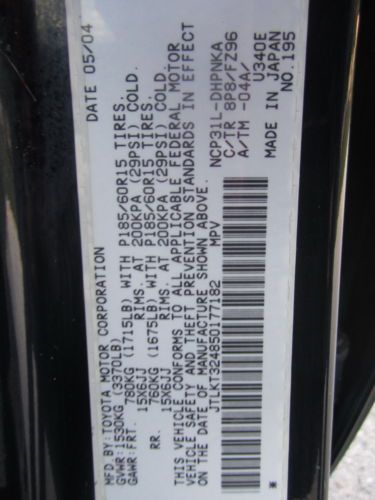 MFD.BY:TOYOTA MOTOR CORPORATION DATE 05/04
GVWR:1530KG (3370LB)
GAWR:FRT. 780KG (1715LB) WITH P185/60R15 TIRES.
15X6JJ RIMS. AT 200KPA (29PSI) COLD.
RR. 760KG (1675LB) WITH P185/60R15 TIRES.
15X6JJ RIMS. AT 200KPA (29PSI) COLD.
THIS VEHICLE CONFORMS TO ALL APPLICABLE FEDERAL MOTOR
VEHICLE SAFETY AND THEFT PREVENTION STANDARDS IN EFFECT
ON THE DATE OF MANUFACTURE SHOWN ABOVE.
JTLKT324850177182 MPV NCP31L-DHPNKA
C/TR 8P8/FZ96
A/TM -04A/ U340E
MADE IN JAPAN
* * NO.195